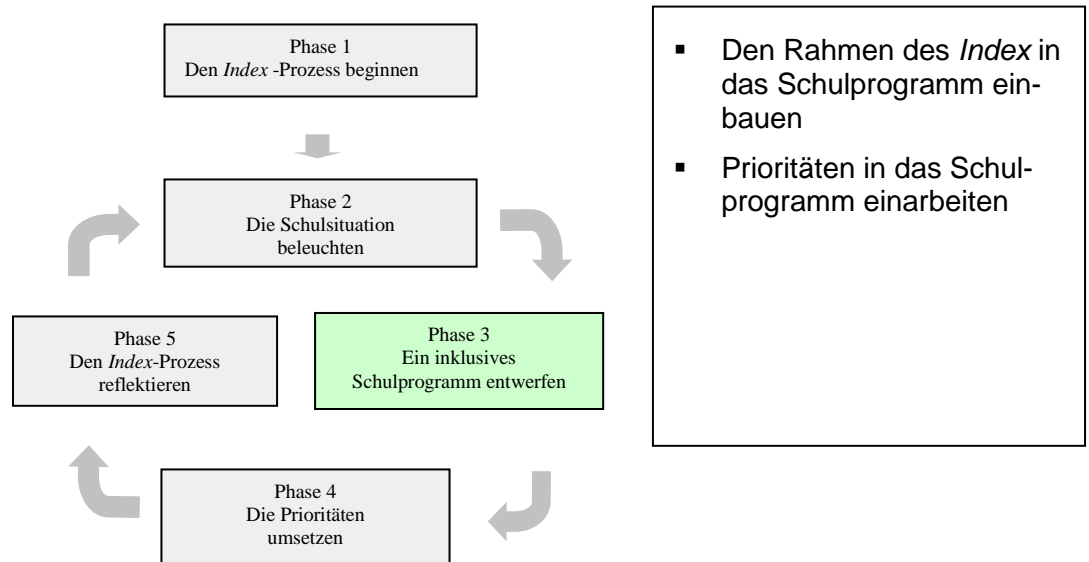 Phase 1
Den Index -Prozess beginnen
Phase 2
Die Schulsituation
beleuchten
Phase 3
Ein inklusives
Schulprogramm entwerfen
Phase 4
Die Prioritäten
umsetzen
Phase 5
Den Index-Prozess
reflektieren
▪ Den Rahmen des Index in
das Schulprogramm ein-
bauen
▪ Prioritäten in das Schul-
programm einarbeiten